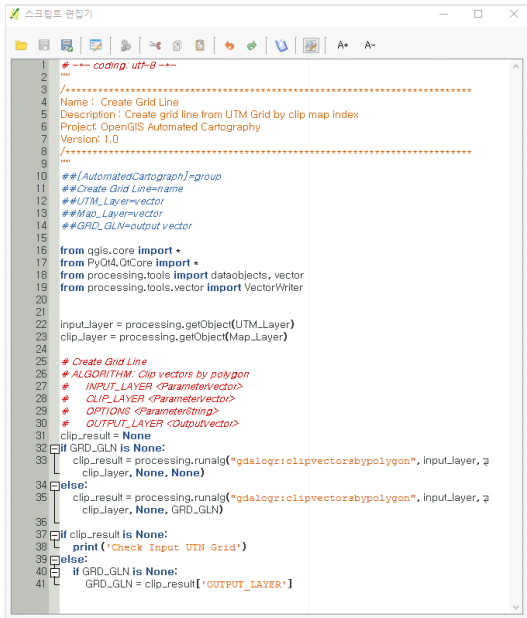 스크립트 편집기
A+ A-
1 # -*- coding: utf-8 -*-
2 """
3 /***************************************************************************
4 Name : Create Grid Line
5 Description : Create grid line from UTM Grid by clip map index
6 Project: OpenGIS Automated Cartography
7 Version: 1.0
8 /***************************************************************************
9 """
10 ##[AutomatedCartograph]=group
11 ##Create Grid Line=name
12 ##UTM_Layer=vector
13 ##Map_Layer=vector
14 ##GRD_GLN=output vector
15
16 from qgis.core import *
17 from PyQt4.QtCore import *
18 from processing.tools import dataobjects, vector
19 from processing.tools.vector import VectorWriter
20
21
22 input_layer = processing.getObject(UTM_Layer)
23 clip_layer = processing.getObject(Map_Layer)
24
25 # Create Grid Line
26 # ALGORITHM: Clip vectors by polygon
27 # INPUT_LAYER <ParameterVector>
28 # CLIP_LAYER <ParameterVector>
29 # OPTIONS <ParameterString>
30 # OUTPUT_LAYER <OutputVector>
31 clip_result = None
32 if GRD_GLN is None:
33 clip_result = processing.runalg("gdalogr:clipvectorsbypolygon", input_layer,
clip_layer, None, None)
34 else:
35 clip_result = processing.runalg("gdalogr:clipvectorsbypolygon", input_layer,
clip_layer, None, GRD_GLN)
36
37 if clip_result is None:
38 print ('Check Input UTN Grid')
39 else:
40 if GRD_GLN is None:
41 GRD_GLN = clip_result['OUTPUT_LAYER']